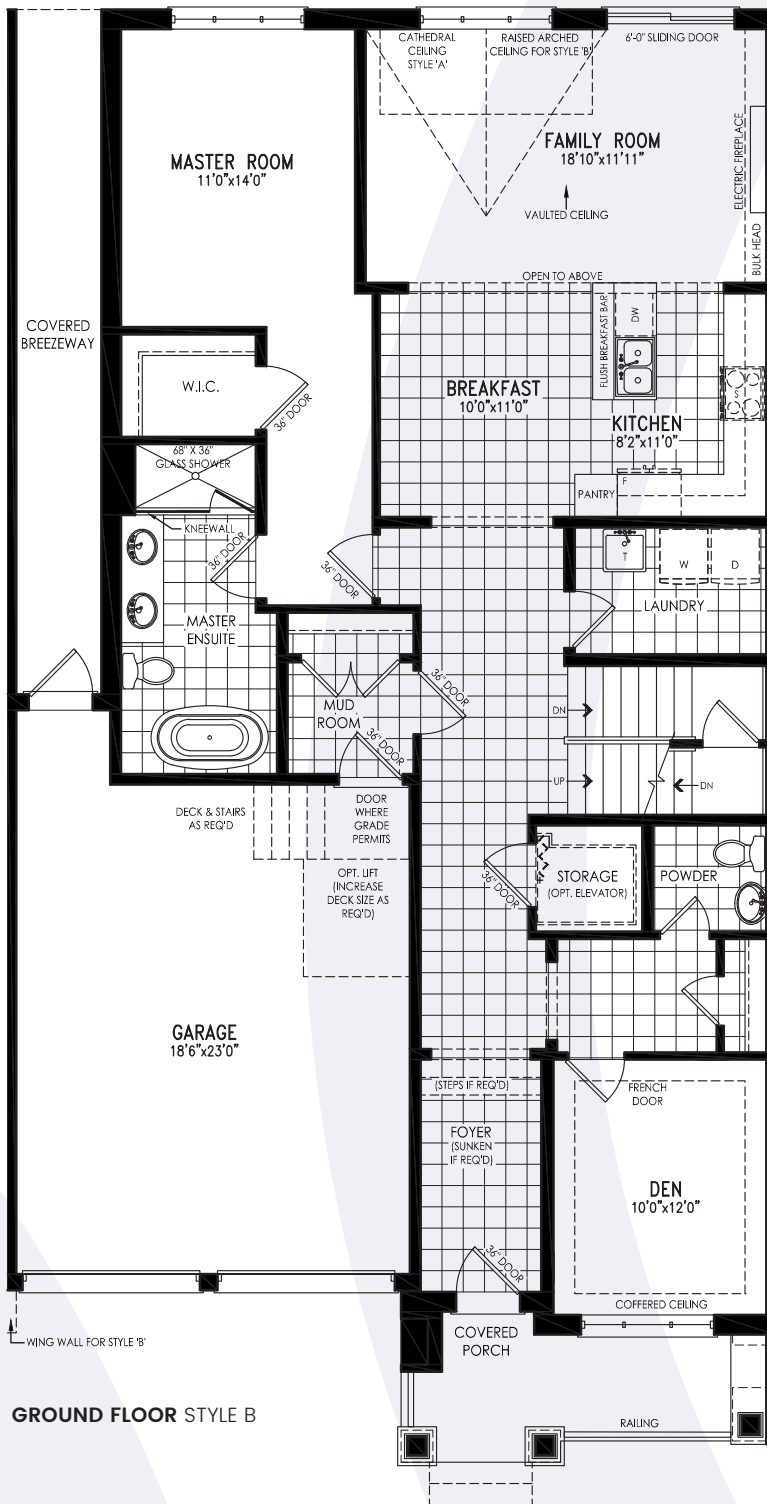 CATHEDRAL
CEILING
STYLE 'A'
RAISED ARCHED
CEILING FOR STYLE 'B'
6'-0" SLIDING DOOR
MASTER ROOM
11'0"x14'0"
FAMILY ROOM
18'10"x11'11"
VAULTED CEILING
ELECTRIC FIREPLACE
BULK HEAD
OPEN TO ABOVE
COVERED
BREEZEWAY
W.I.C.
36" DOOR
FLUSH BREAKFAST BAR
DW
BREAKFAST
10'0"x11'0"
S
KITCHEN
8'2"x11'0"
F
PANTRY
68" X 36"
GLASS SHOWER
KNEEWALL
36" DOOR
36" DOOR
T
W
D
LAUNDRY
MASTER
ENSUITE
MUD
ROOM
36" DOOR
36" DOOR
DN
UP
DN
DECK & STAIRS
AS REQ'D
DOOR
WHERE
GRADE
PERMITS
OPT. LIFT
(INCREASE
DECK SIZE AS
REQ'D)
36" DOOR
STORAGE
(OPT. ELEVATOR)
POWDER
GARAGE
18'6"x23'0"
(STEPS IF REQ'D)
FOYER
(SUNKEN
IF REQ'D)
FRENCH
DOOR
DEN
10'0"x12'0"
36" DOOR
COFFERED CEILING
COVERED
PORCH
WING WALL FOR STYLE 'B'
GROUND FLOOR STYLE B
RAILING